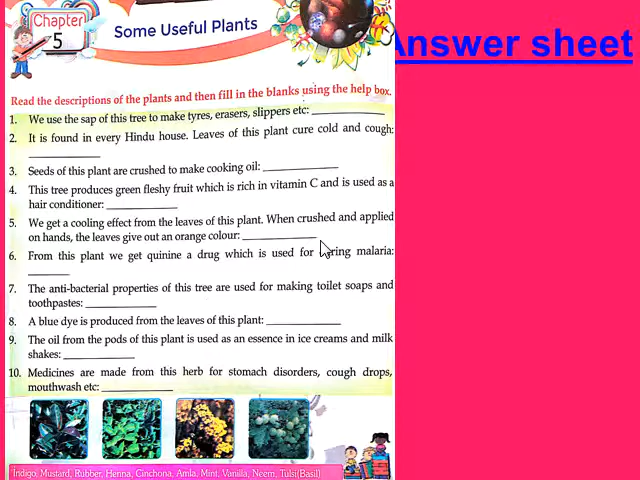 Chapter
5
Some Useful Plants
Answer sheet
Read the descriptions of the plants and then fill in the blanks using the help box.
1. We use the sap of this tree to make tyres, erasers, slippers etc: ____________
2. It is found in every Hindu house. Leaves of this plant cure cold and cough:
____________
3. Seeds of this plant are crushed to make cooking oil: ____________
4. This tree produces green fleshy fruit which is rich in vitamin C and is used as a
hair conditioner: ____________
5. We get a cooling effect from the leaves of this plant. When crushed and applied
on hands, the leaves give out an orange colour: ____________
6. From this plant we get quinine a drug which is used for curing malaria:
_______
7. The anti-bacterial properties of this tree are used for making toilet soaps and
toothpastes: ____________
8. A blue dye is produced from the leaves of this plant: ____________
9. The oil from the pods of this plant is used as an essence in ice creams and milk
shakes: ____________
10. Medicines are made from this herb for stomach disorders, cough drops,
mouthwash etc: ____________
Indigo, Mustard, Rubber, Henna, Cinchona, Amla, Mint, Vanilla, Neem, Tulsi(Basil)